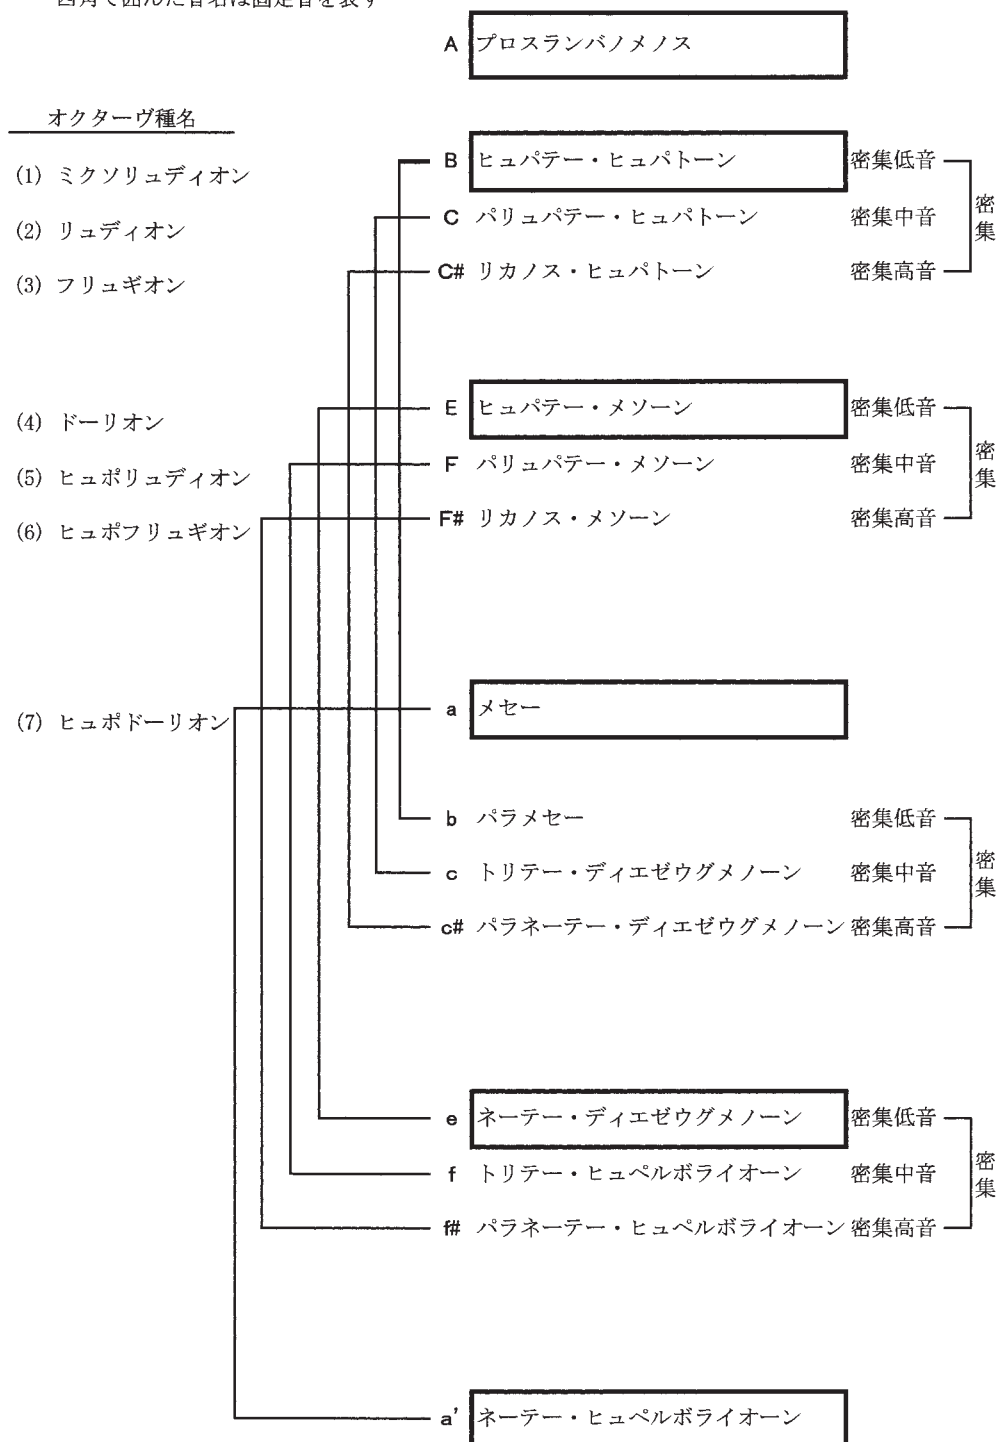 四角で囲んだ音名は固定音を表す
A プロスランバノメノス
オクターヴ種名
(1) ミクソリュディオン
B ヒュパテー・ヒュパトーン 密集低音
(2) リュディオン
C パリュパテー・ヒュパトーン 密集中音
密集
(3) フリュギオン
C# リカノス・ヒュパトーン 密集高音
(4) ドーリオン
E ヒュパテー・メソーン 密集低音
(5) ヒュポリュディオン
F パリュパテー・メソーン 密集中音
密集
(6) ヒュポフリュギオン
F# リカノス・メソーン 密集高音
(7) ヒュポドーリオン
a メセー
b パラメセー 密集低音
c トリテー・ディエゼウグメノーン 密集中音
密集
c# パラネーテー・ディエゼウグメノーン 密集高音
e ネーテー・ディエゼウグメノーン 密集低音
f トリテー・ヒュペルボライオーン 密集中音
密集
f# パラネーテー・ヒュペルボライオーン 密集高音
a' ネーテー・ヒュペルボライオーン